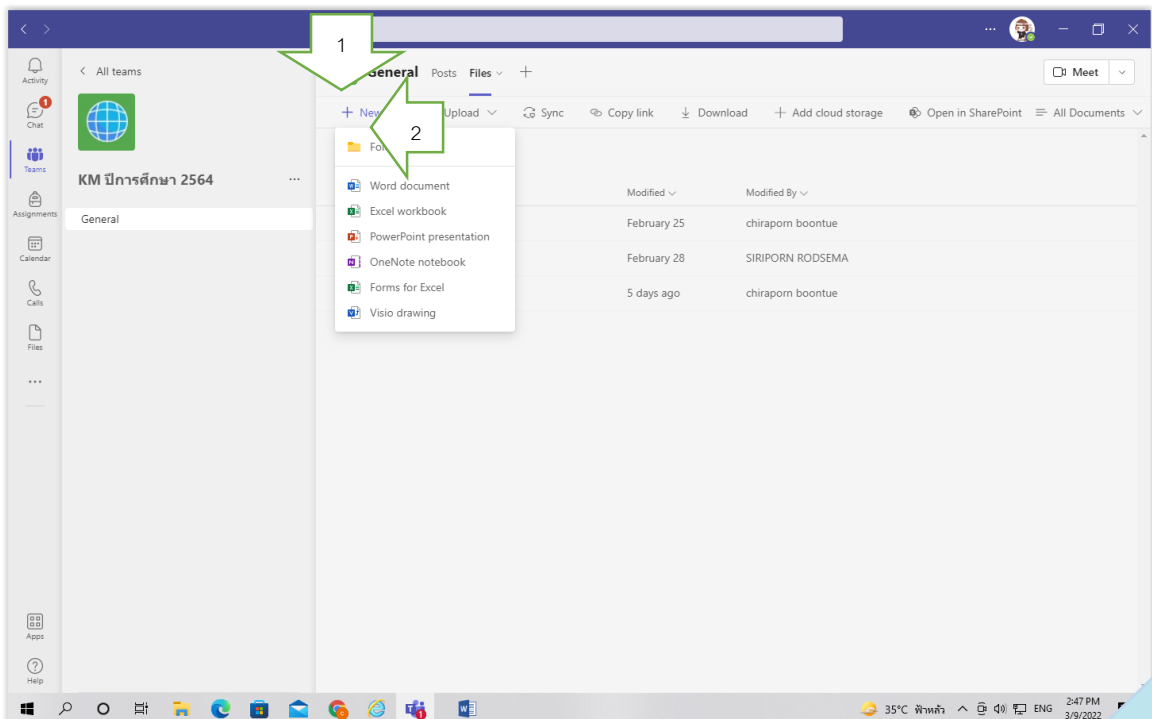 1
General Posts Files
Meet
Activity
All teams
New Upload Sync Copy link Download Add cloud storage Open in SharePoint All Documents
1
Chat
2
Teams
KM ปีการศึกษา 2564 ...
Word document
Modified Modified By
Assignments
General
Excel workbook
February 25 chiraporn boontue
PowerPoint presentation
Calendar
OneNote notebook
February 28 SIRIPORN RODSEMA
Calls
Forms for Excel
5 days ago chiraporn boontue
Visio drawing
Files
Apps
Help
35°C ฟ้าหลัว ENG 2:47 PM
3/9/2022